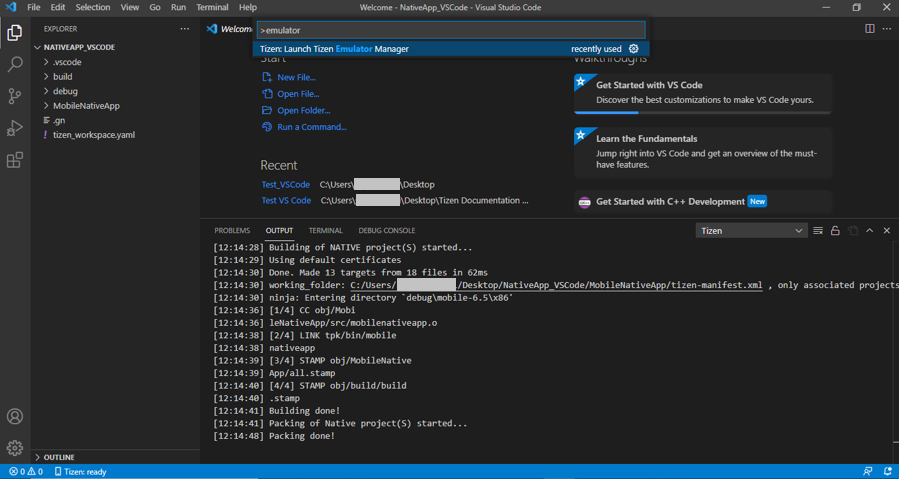 File Edit Selection View Go Run Terminal Help
Welcome - NativeApp_VSCode - Visual Studio Code
EXPLORER
NATIVEAPP_VSCODE
.vscode
build
debug
MobileNativeApp
.gn
tizen_workspace.yaml
OUTLINE
Welcome
>emulator
Tizen: Launch Tizen Emulator Manager recently used
Start
New File...
Open File...
Open Folder...
Run a Command...
Recent
Test_VSCode C:\Users\ \Desktop
Test VS Code C:\Users\ \Desktop\Tizen Documentation ...
Walkthroughs
Get Started with VS Code
Discover the best customizations to make VS Code yours.
Learn the Fundamentals
Jump right into VS Code and get an overview of the must-
have features.
Get Started with C++ Development New
PROBLEMS OUTPUT TERMINAL DEBUG CONSOLE Tizen
[12:14:28] Building of NATIVE project(S) started...
[12:14:29] Using default certificates
[12:14:30] Done. Made 13 targets from 18 files in 62ms
[12:14:30] working_folder: C:/Users/ /Desktop/NativeApp_VSCode/MobileNativeApp/tizen-manifest.xml , only associated projects
[12:14:30] ninja: Entering directory `debug\mobile-6.5\x86'
[12:14:36] [1/4] CC obj/Mobi
[12:14:36] leNativeApp/src/mobilenativeapp.o
[12:14:38] [2/4] LINK tpk/bin/mobile
[12:14:38] nativeapp
[12:14:39] [3/4] STAMP obj/MobileNative
[12:14:39] App/all.stamp
[12:14:40] [4/4] STAMP obj/build/build
[12:14:40] .stamp
[12:14:41] Building done!
[12:14:41] Packing of Native project(S) started...
[12:14:48] Packing done!
0 0 Tizen: ready